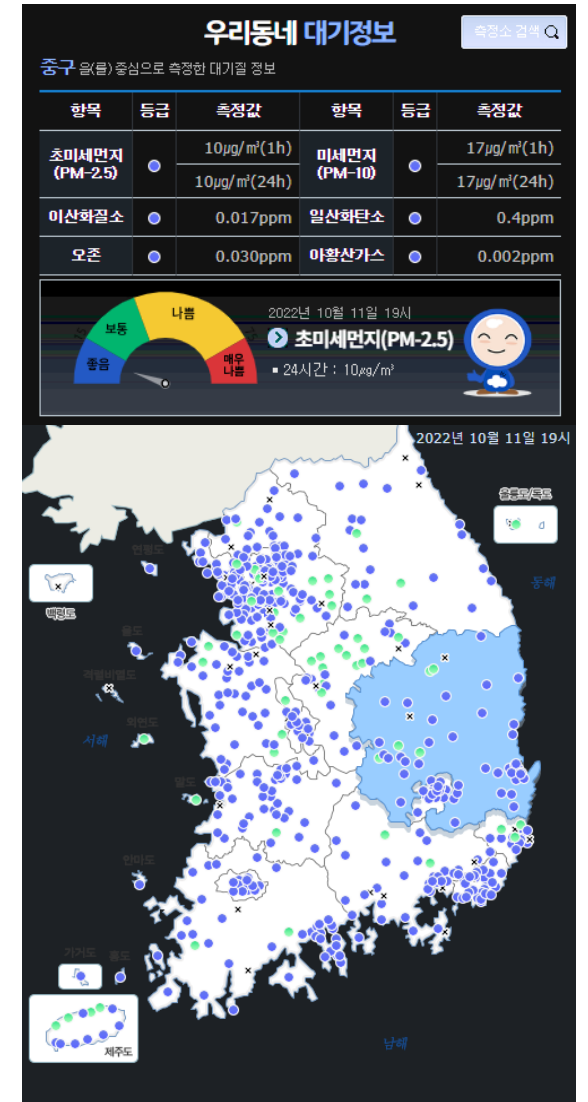 우리동네 대기정보
측정소 검색
중구 을(를) 중심으로 측정한 대기질 정보
항목 등급 측정값 항목 등급 측정값
초미세먼지 (PM-2.5) 10㎍/㎥(1h) 미세먼지 (PM-10) 17㎍/㎥(1h)
10㎍/㎥(24h) 17㎍/㎥(24h)
이산화질소 0.017ppm 일산화탄소 0.4ppm
오존 0.030ppm 아황산가스 0.002ppm
좋음
보통
나쁨
매우
나쁨
2022년 10월 11일 19시
초미세먼지(PM-2.5)
▪ 24시간 : 10㎍/m³
2022년 10월 11일 19시
울릉도/독도
연평도
동해
백령도
울도
격렬비열도
외연도
서해
말도
안마도
가거도
홍도
제주도
남해